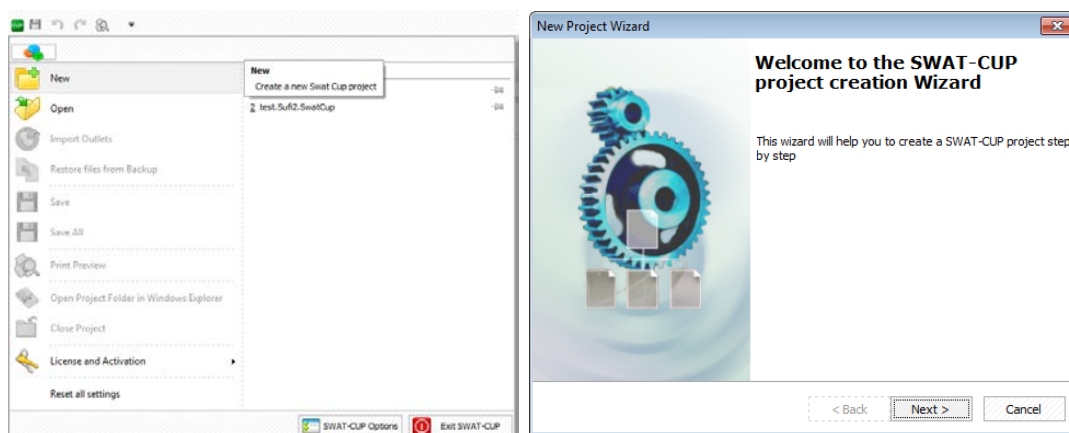 New
Open
Import Outlets
Restore files from Backup
Save
Save All
Print Preview
Open Project Folder in Windows Explorer
Close Project
License and Activation
Reset all settings
New
Create a new Swat Cup project
2 test.Sufi2.SwatCup
SWAT-CUP Options
Exit SWAT-CUP
New Project Wizard
Welcome to the SWAT-CUP
project creation Wizard
This wizard will help you to create a SWAT-CUP project step
by step
< Back
Next >
Cancel